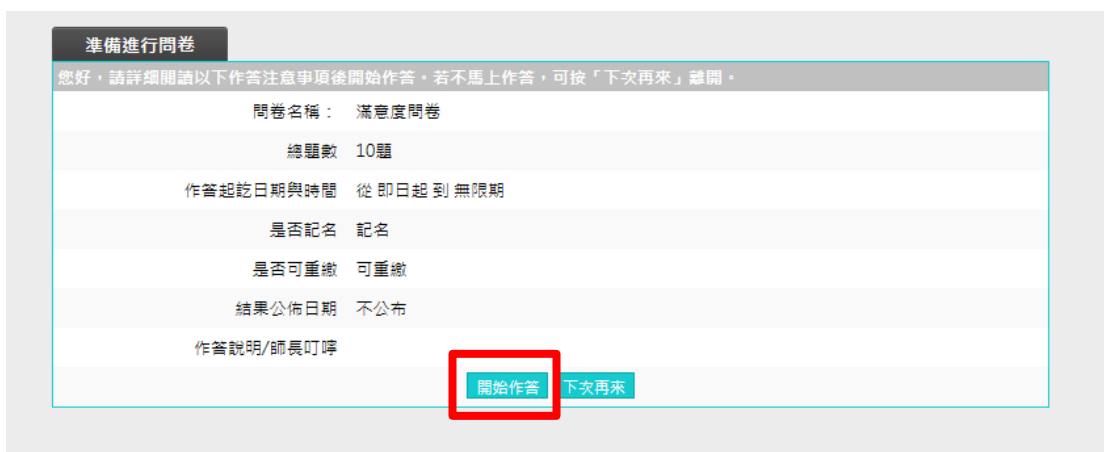 準備進行問卷
您好，請詳細閱讀以下作答注意事項後開始作答。若不馬上作答，可按「下次再來」離開。
問卷名稱： 滿意度問卷
總題數 10題
作答起訖日期與時間 從 即日起 到 無限期
是否記名 記名
是否可重繳 可重繳
結果公佈日期 不公布
作答說明/師長叮嚀
開始作答 下次再來